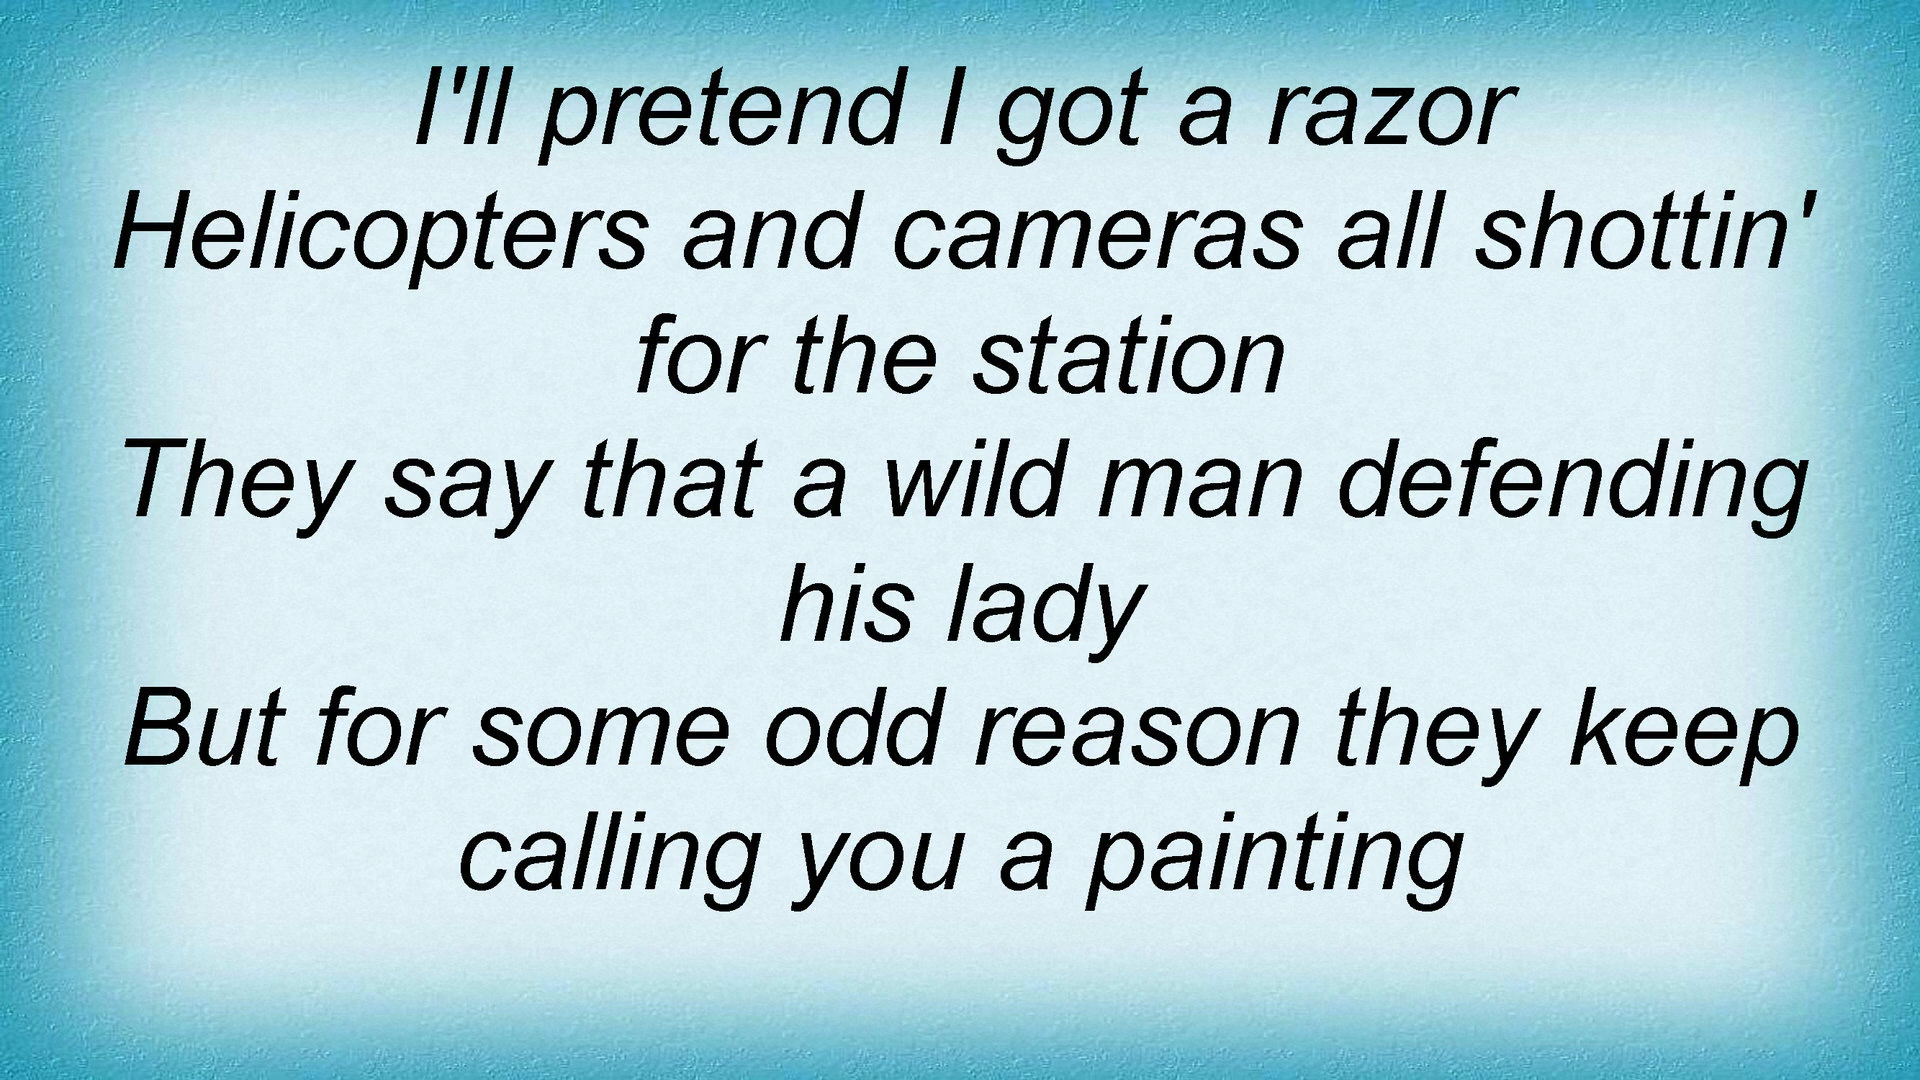 I'll pretend I got a razor
Helicopters and cameras all shottin'
for the station
They say that a wild man defending
his lady
But for some odd reason they keep
calling you a painting